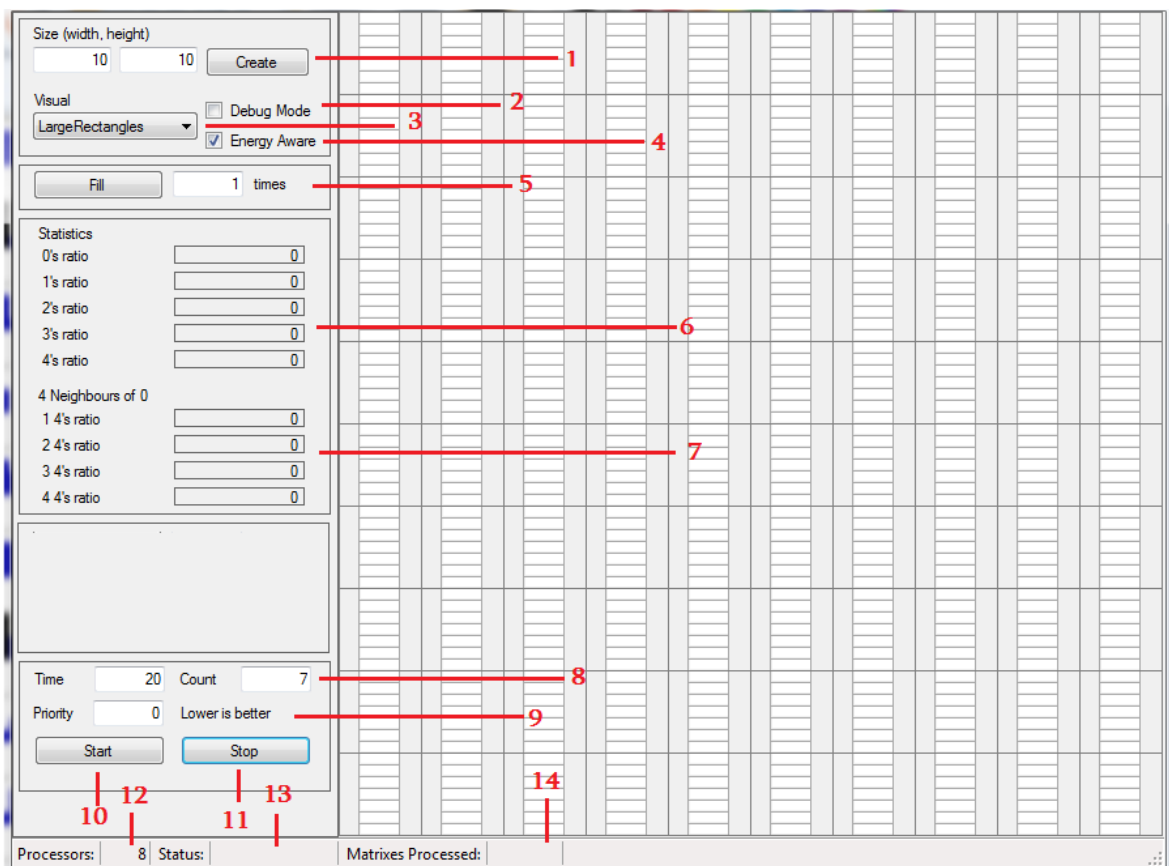 Size (width, height)
10 10 Create 1
Visual
Debug Mode 2
LargeRectangles 3
Energy Aware 4
Fill 1 times 5
Statistics
0's ratio 0
1's ratio 0
2's ratio 0
3's ratio 0 6
4's ratio 0
4 Neighbours of 0
1 4's ratio 0
2 4's ratio 0 7
3 4's ratio 0
4 4's ratio 0
Time 20 Count 7 8
Priority 0 Lower is better 9
Start Stop
10 12 11 13 14
Processors: 8 Status: Matrixes Processed: